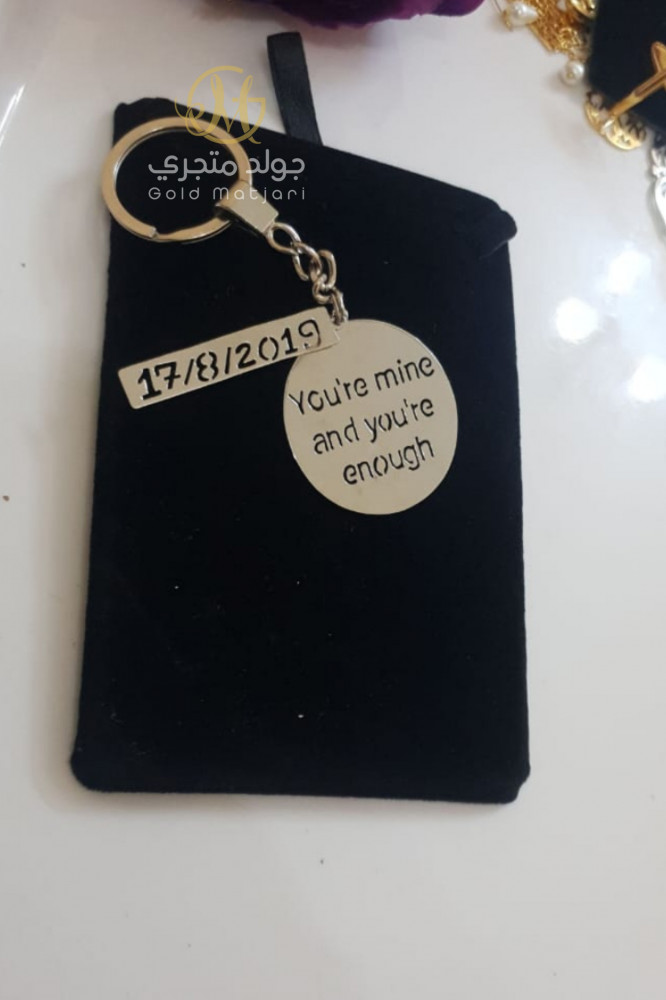 جولد متجري
Gold Matjari
17/8/2019
You're mine
and you're
enough